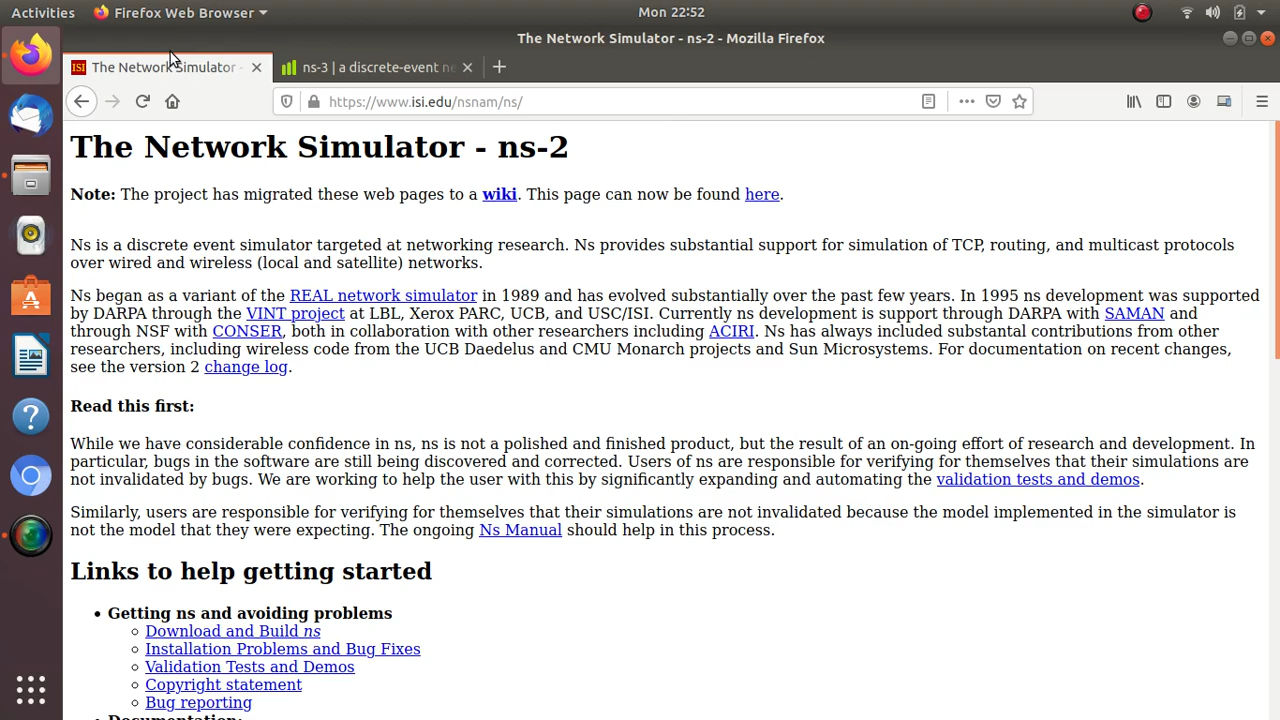 Activities Firefox Web Browser Mon 22:52
The Network Simulator - ns-2 - Mozilla Firefox
ISI The Network Simulator - ns-3 | a discrete-event ne
https://www.isi.edu/nsnam/ns/
The Network Simulator - ns-2
Note: The project has migrated these web pages to a wiki. This page can now be found here.
Ns is a discrete event simulator targeted at networking research. Ns provides substantial support for simulation of TCP, routing, and multicast protocols
over wired and wireless (local and satellite) networks.
Ns began as a variant of the REAL network simulator in 1989 and has evolved substantially over the past few years. In 1995 ns development was supported
by DARPA through the VINT project at LBL, Xerox PARC, UCB, and USC/ISI. Currently ns development is support through DARPA with SAMAN and
through NSF with CONSER, both in collaboration with other researchers including ACIRI. Ns has always included substantal contributions from other
researchers, including wireless code from the UCB Daedelus and CMU Monarch projects and Sun Microsystems. For documentation on recent changes,
see the version 2 change log.
Read this first:
While we have considerable confidence in ns, ns is not a polished and finished product, but the result of an on-going effort of research and development. In
particular, bugs in the software are still being discovered and corrected. Users of ns are responsible for verifying for themselves that their simulations are
not invalidated by bugs. We are working to help the user with this by significantly expanding and automating the validation tests and demos.
Similarly, users are responsible for verifying for themselves that their simulations are not invalidated because the model implemented in the simulator is
not the model that they were expecting. The ongoing Ns Manual should help in this process.
Links to help getting started
• Getting ns and avoiding problems
◦ Download and Build ns
◦ Installation Problems and Bug Fixes
◦ Validation Tests and Demos
◦ Copyright statement
◦ Bug reporting
• Documentation: